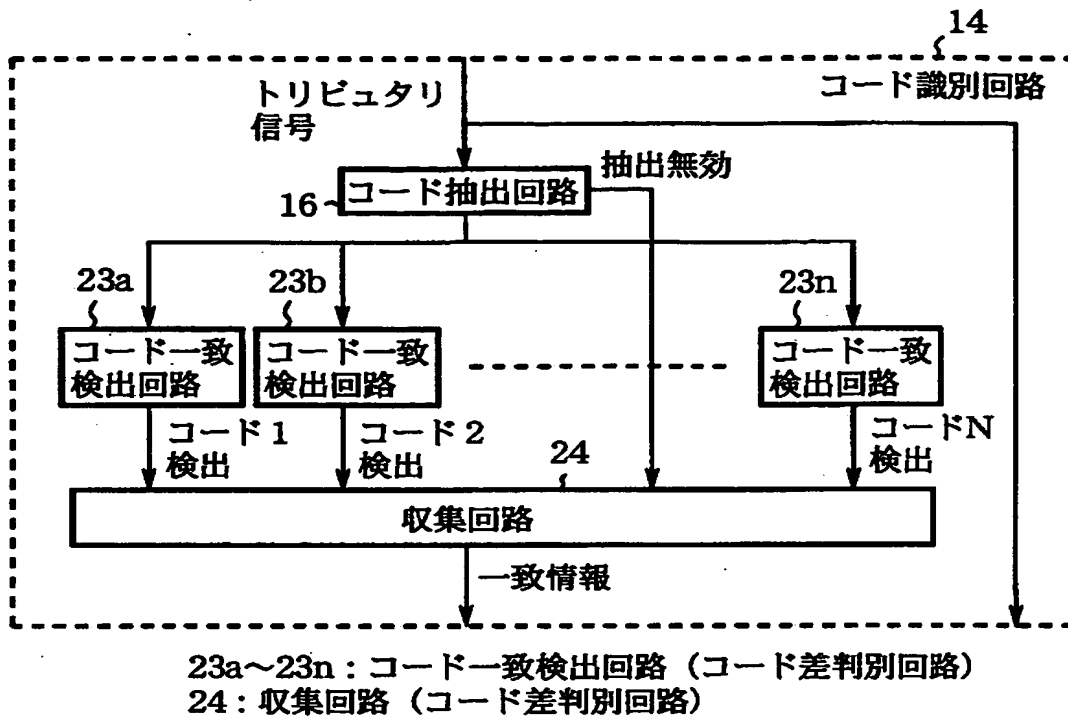 14
コード識別回路
トリビュタリ
信号
抽出無効
コード抽出回路
16
23a
23b
23n
コード一致
検出回路
コード一致
検出回路
コード一致
検出回路
コード1
検出
コード2
検出
コードN
検出
24
収集回路
一致情報
23a～23n：コード一致検出回路（コード差判別回路）
24：収集回路（コード差判別回路）